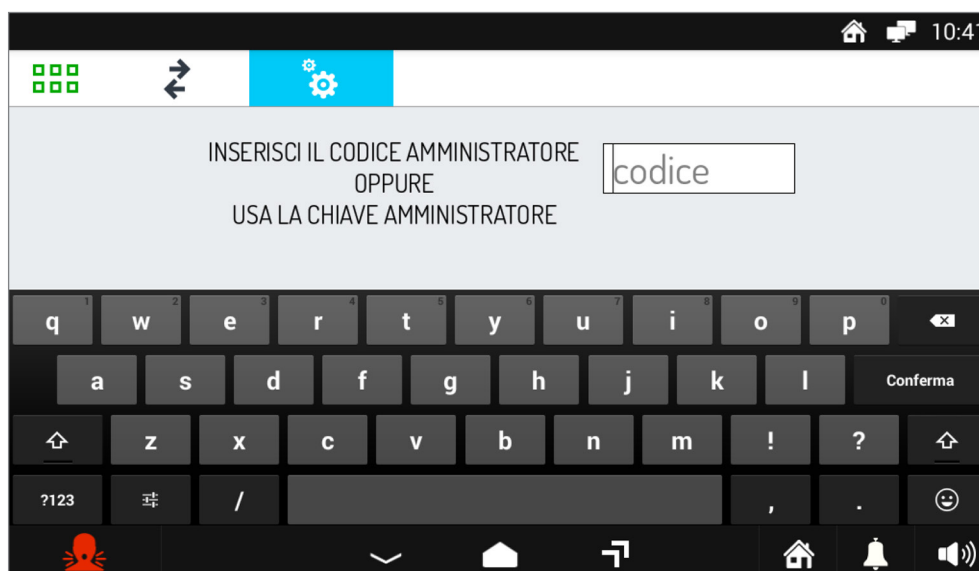 10:41
INSERISCI IL CODICE AMMINISTRATORE
OPPURE
USA LA CHIAVE AMMINISTRATORE
codice
1 2 3 4 5 6 7 8 9 0
q w e r t y u i o p
a s d f g h j k l Conferma
z x c v b n m ! ?
?123 / , .